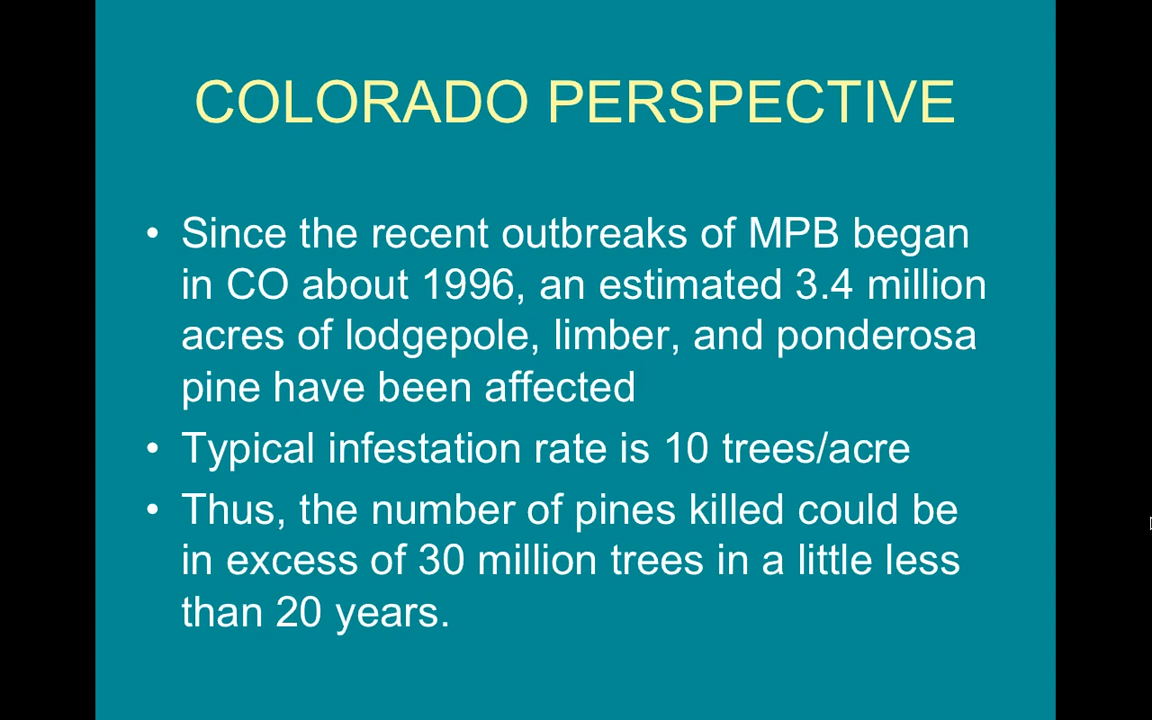 COLORADO PERSPECTIVE
• Since the recent outbreaks of MPB began
in CO about 1996, an estimated 3.4 million
acres of lodgepole, limber, and ponderosa
pine have been affected
• Typical infestation rate is 10 trees/acre
• Thus, the number of pines killed could be
in excess of 30 million trees in a little less
than 20 years.